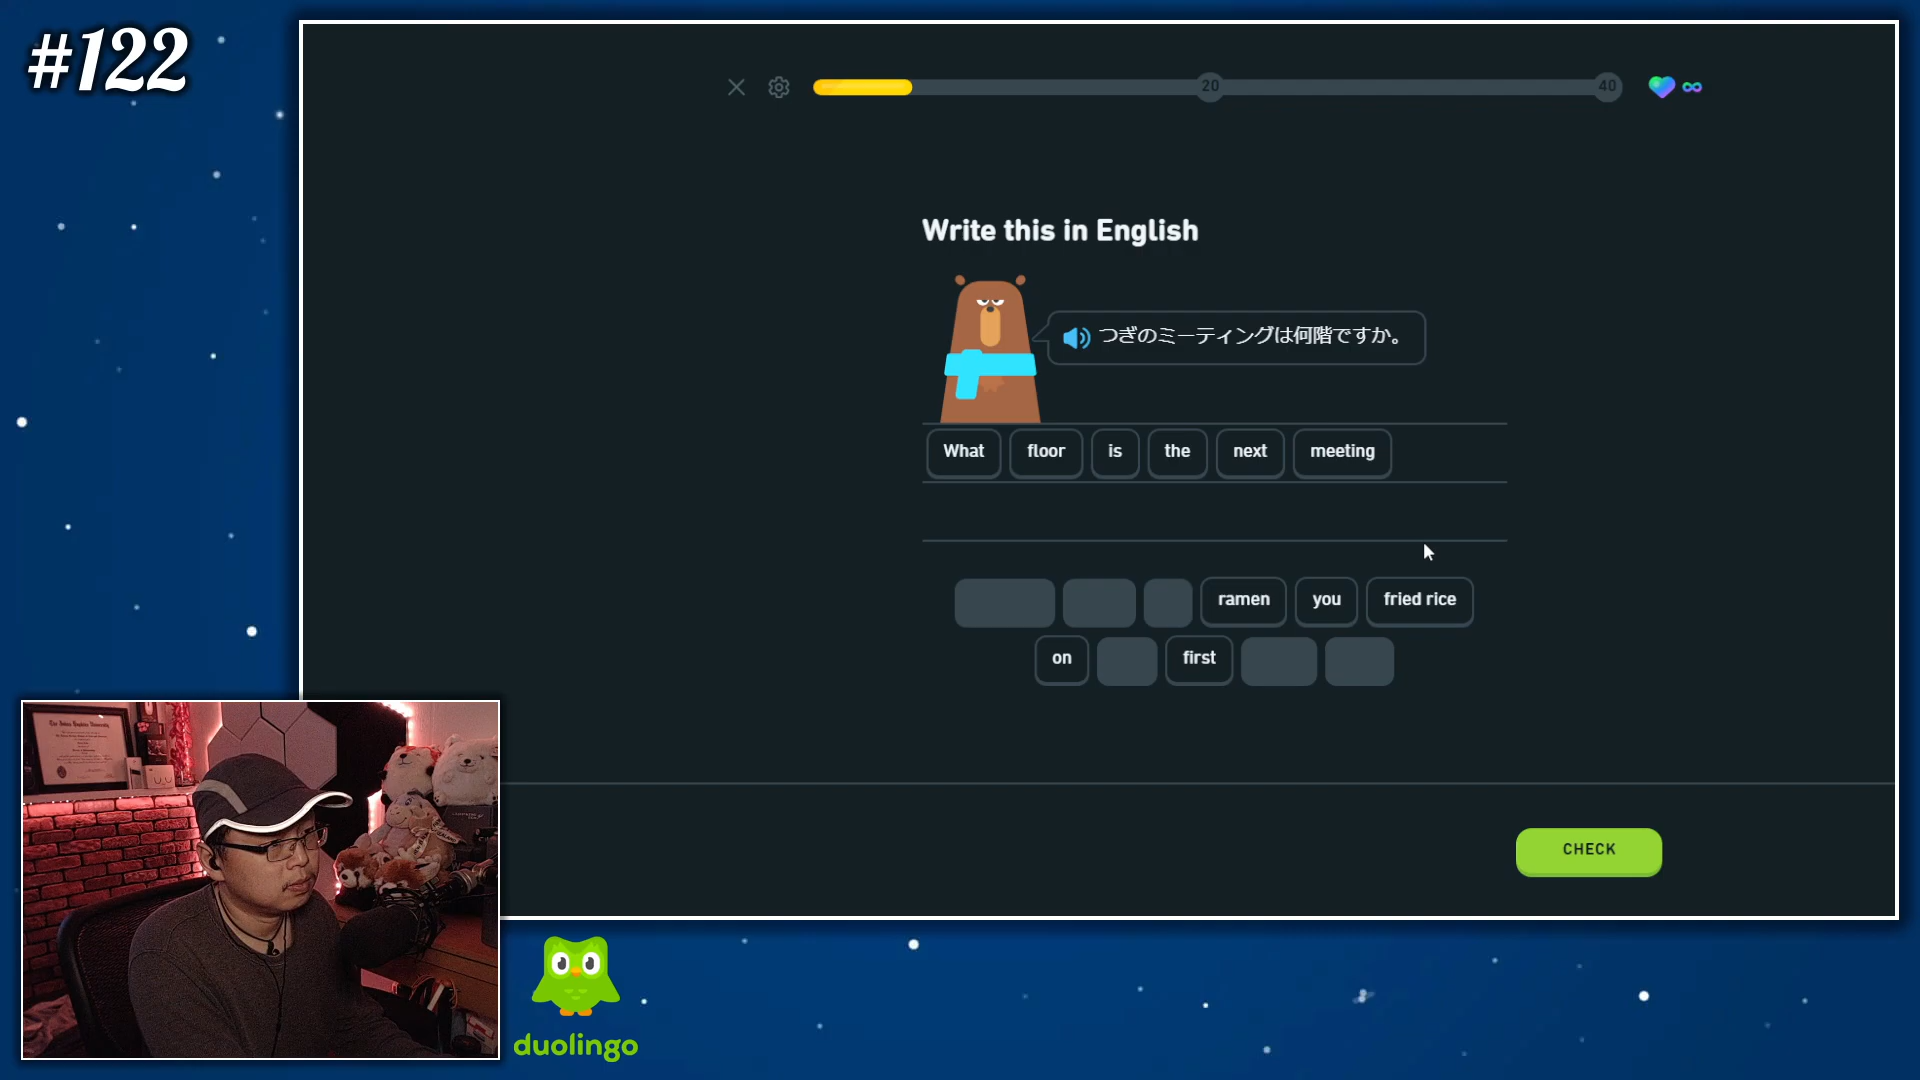 #122
20
40
Write this in English
つぎのミーティングは何階ですか。
What floor is the next meeting
ramen you fried rice
on first
CHECK
duolingo